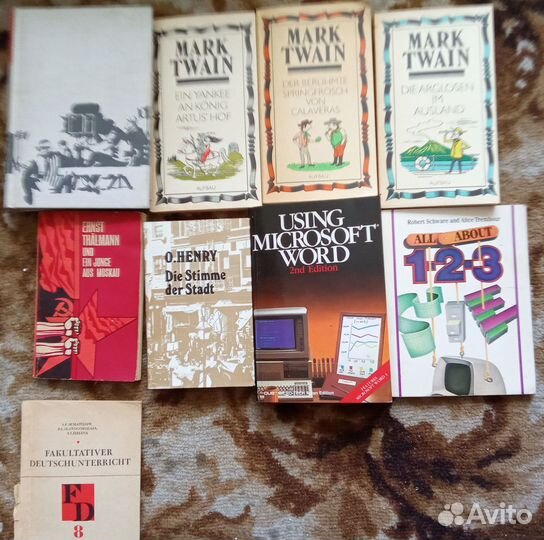 MARK
TWAIN
EIN YANKEE
AN KÖNIG
ARTUS' HOF
AUFBAU
MARK
TWAIN
DER BERÜHMTE
SPRINGFROSCH
VON
CALAVERAS
AUFBAU
MARK
TWAIN
DIE ARGLOSEN
IM
AUSLAND
AUFBAU
ERNST
THÄLMANN
UND
EIN JUNGE
AUS MOSKAU
O. HENRY
Die Stimme
der Stadt
USING
MICROSOFT
WORD
2nd Edition
Robert Schware and Alice Trembour
ALL ABOUT
1-2-3
FAKULTATIVER
DEUTSCHUNTERRICHT
FD
8
Avito